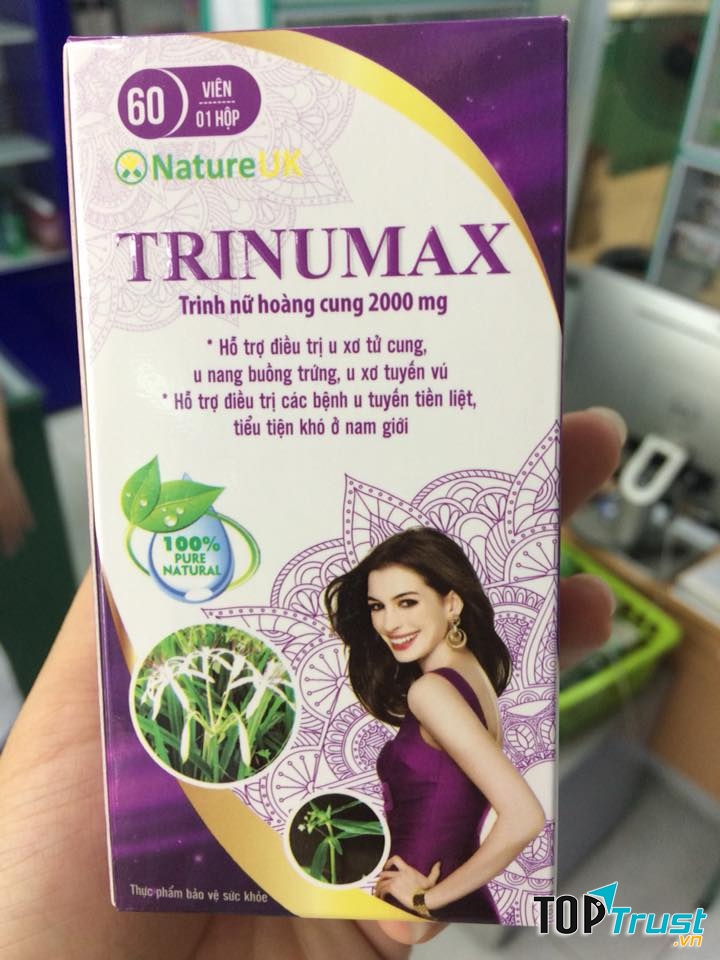 60
VIÊN
01 HỘP
NatureUK
TRINUMAX
Trinh nữ hoàng cung 2000 mg
* Hỗ trợ điều trị u xơ tử cung,
u nang buồng trứng, u xơ tuyến vú
* Hỗ trợ điều trị các bệnh u tuyến tiền liệt,
tiểu tiện khó ở nam giới
100%
PURE
NATURAL
Thực phẩm bảo vệ sức khỏe
TOPTrust
.vn